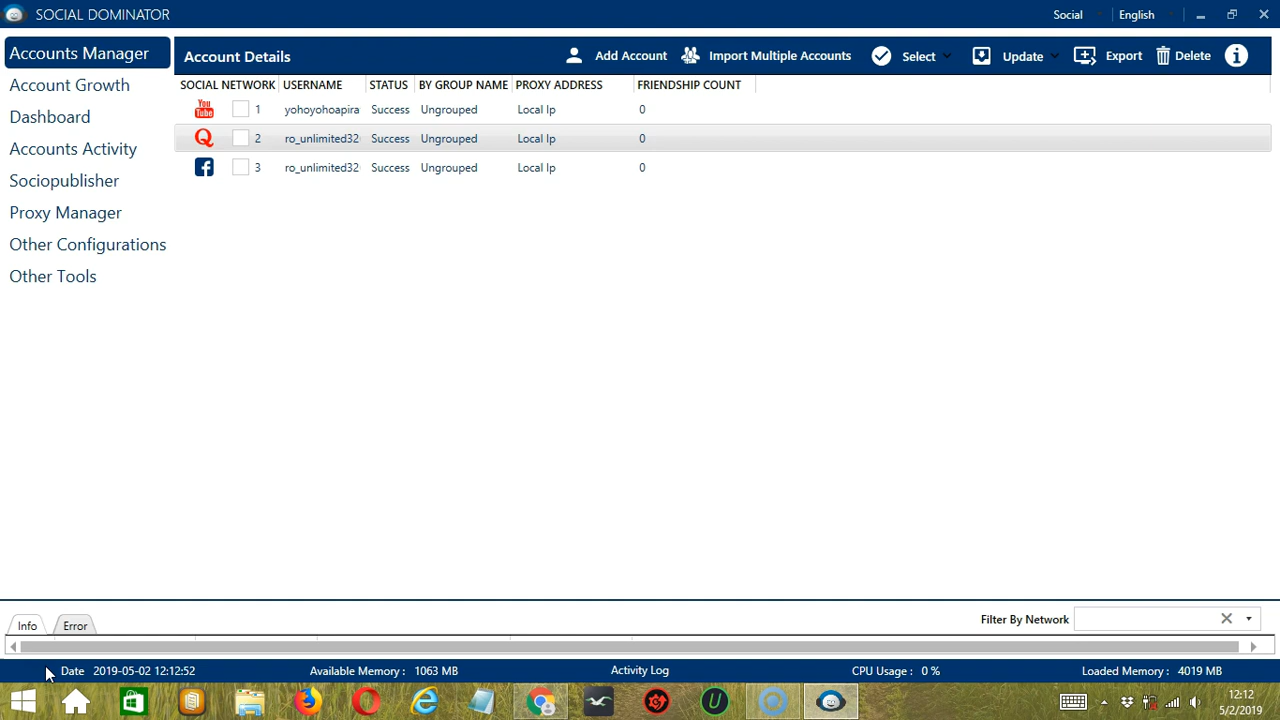 SOCIAL DOMINATOR
Social English
Accounts Manager
Account Growth
Dashboard
Accounts Activity
Sociopublisher
Proxy Manager
Other Configurations
Other Tools
Account Details Add Account Import Multiple Accounts Select Update Export Delete
SOCIAL NETWORK USERNAME STATUS BY GROUP NAME PROXY ADDRESS FRIENDSHIP COUNT
You Tube 1 yohoyohoapira Success Ungrouped Local Ip 0
Q 2 ro_unlimited32 Success Ungrouped Local Ip 0
f 3 ro_unlimited32 Success Ungrouped Local Ip 0
Info Error Filter By Network
Date 2019-05-02 12:12:52 Available Memory : 1063 MB Activity Log CPU Usage : 0 % Loaded Memory : 4019 MB
12:12
5/2/2019